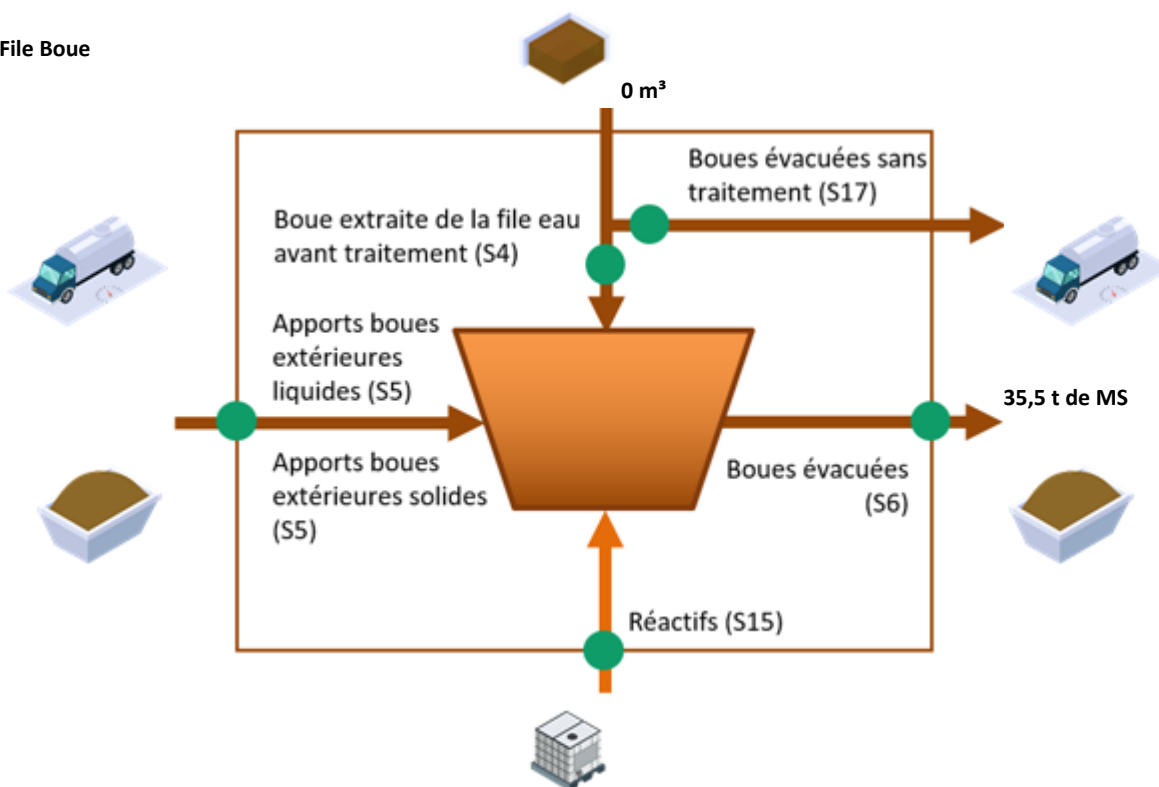 File Boue
0 m³
Boues évacuées sans
traitement (S17)
Boue extraite de la file eau
avant traitement (S4)
Apports boues
extérieures
liquides (S5)
35,5 t de MS
Apports boues
extérieures solides
(S5)
Boues évacuées
(S6)
Réactifs (S15)